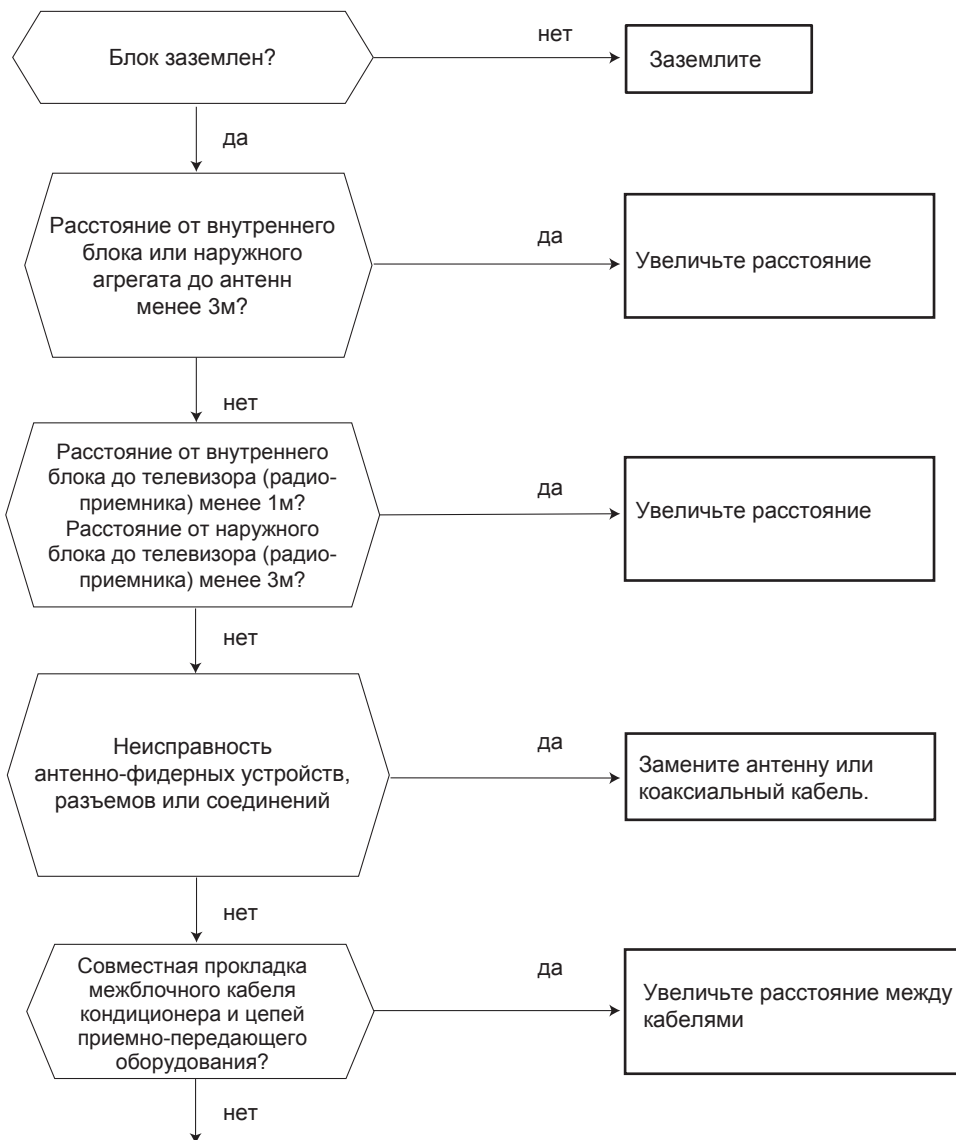 Блок заземлен?
нет
Заземлите
да
Расстояние от внутреннего
блока или наружного
агрегата до антенн
менее 3м?
да
Увеличьте расстояние
нет
Расстояние от внутреннего
блока до телевизора (радио-
приемника) менее 1м?
Расстояние от наружного
блока до телевизора (радио-
приемника) менее 3м?
да
Увеличьте расстояние
нет
Неисправность
антенно-фидерных устройств,
разъемов или соединений
да
Замените антенну или
коаксиальный кабель.
нет
Совместная прокладка
межблочного кабеля
кондиционера и цепей
приемно-передающего
оборудования?
да
Увеличьте расстояние между
кабелями
нет